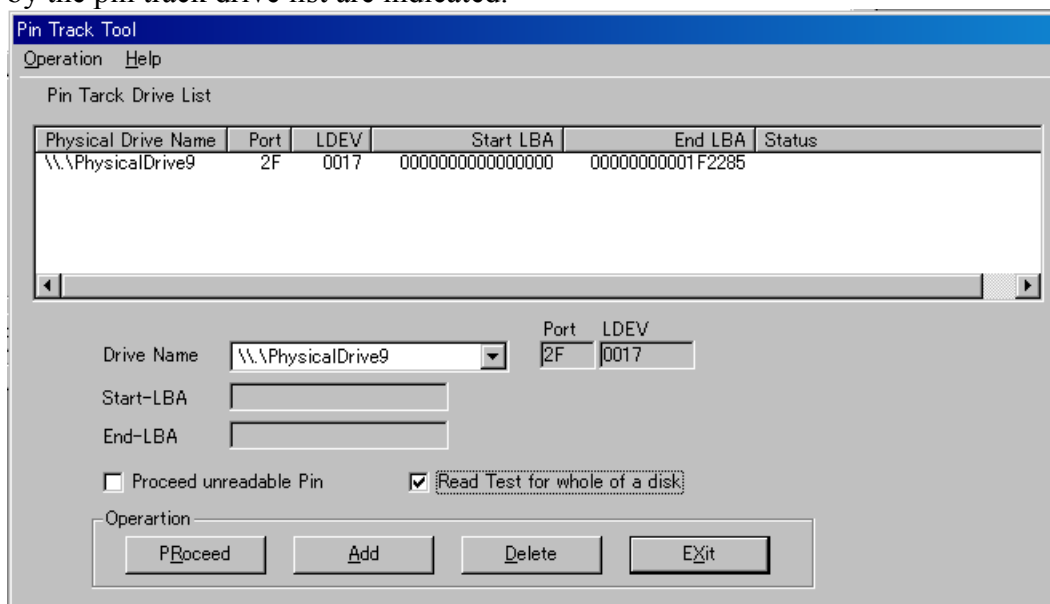 by the pin track drive list are indicated.
Pin Track Tool
Operation Help
Pin Tarck Drive List
Physical Drive Name Port LDEV Start LBA End LBA Status
\\.\PhysicalDrive9 2F 0017 0000000000000000 00000000001F2285
Port LDEV
Drive Name \\.\PhysicalDrive9 2F 0017
Start-LBA
End-LBA
Proceed unreadable Pin Read Test for whole of a disk
Operartion
PRoceed Add Delete EXit